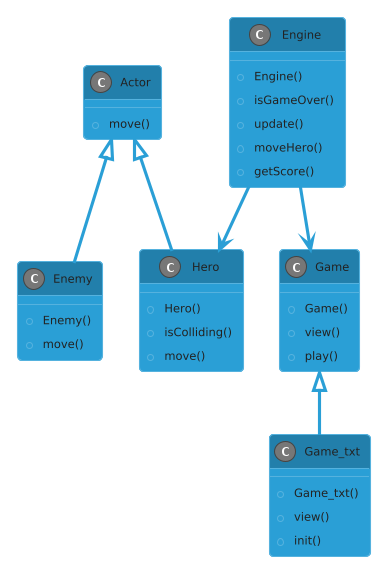 C Engine
Engine()
isGameOver()
update()
moveHero()
getScore()
C Actor
move()
C Enemy
Enemy()
move()
C Hero
Hero()
isColliding()
move()
C Game
Game()
view()
play()
C Game_txt
Game_txt()
view()
init()